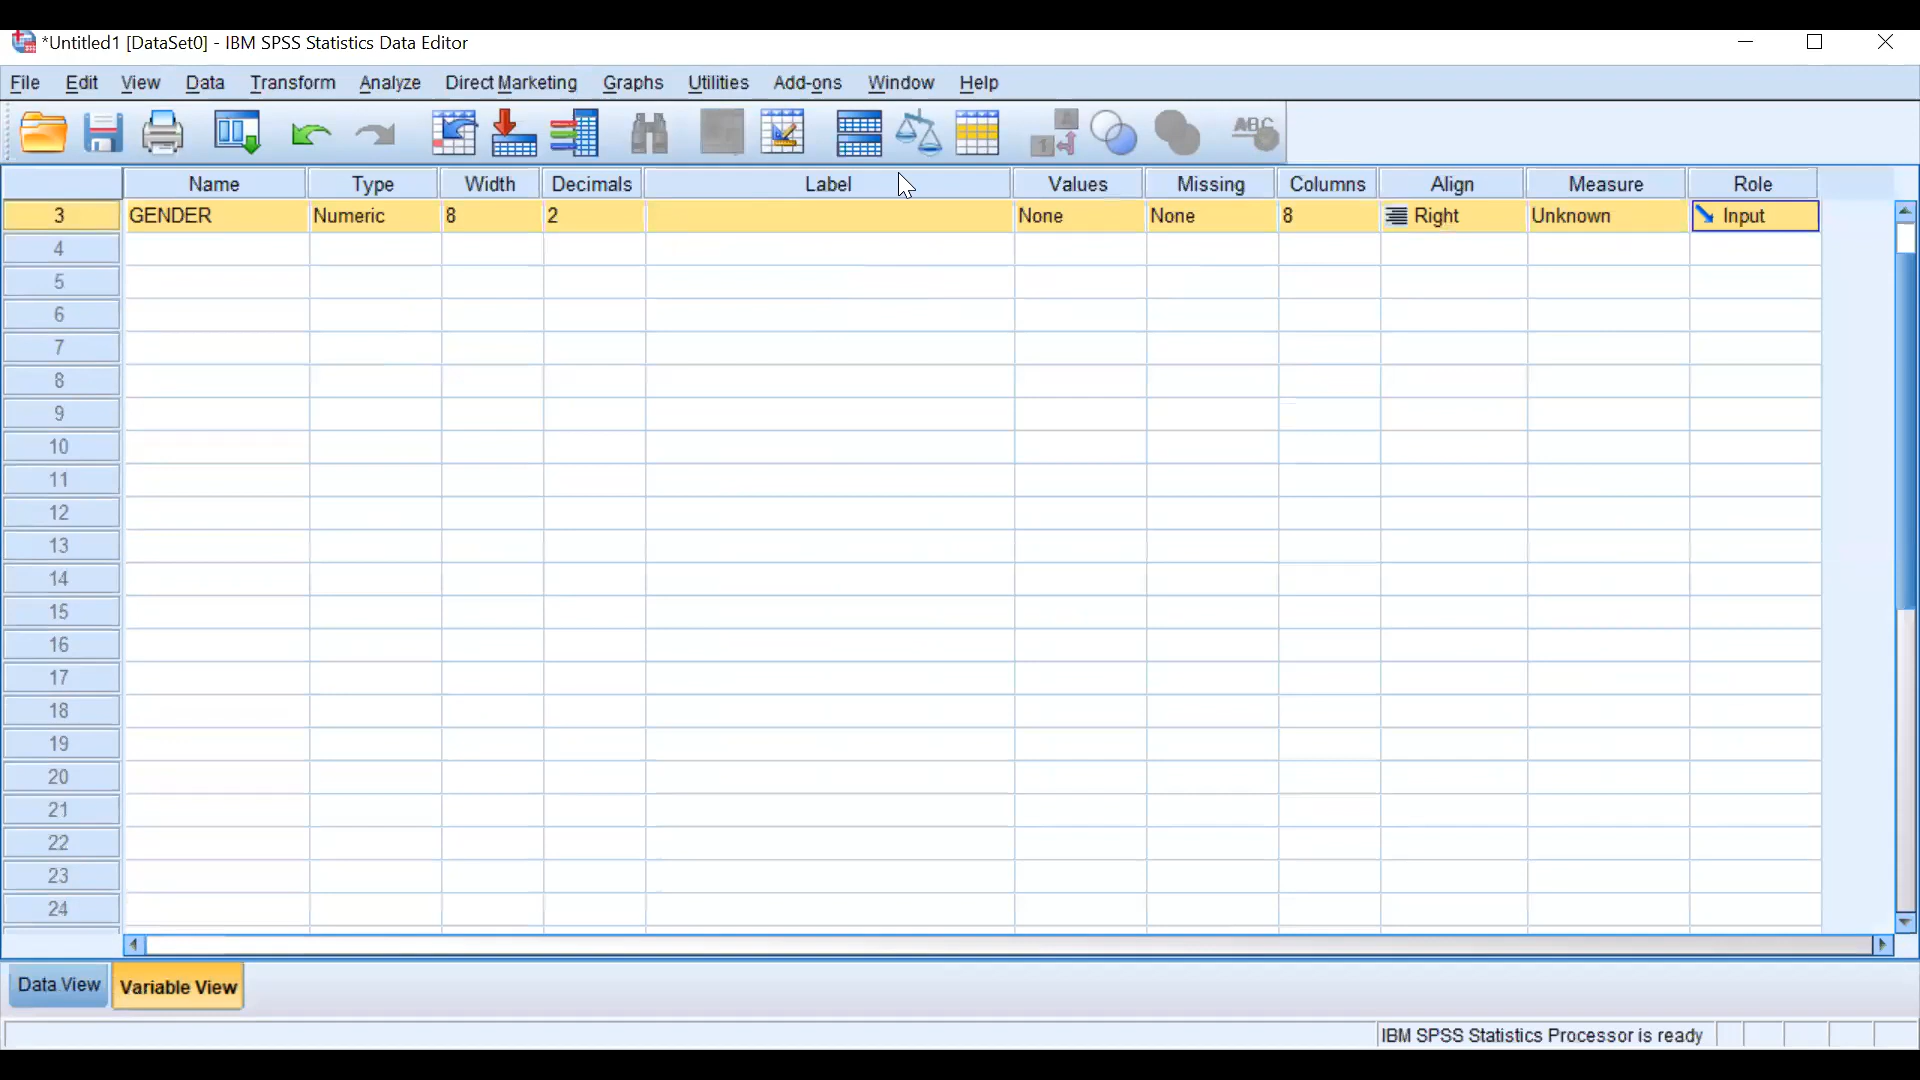 *Untitled1 [DataSet0] - IBM SPSS Statistics Data Editor
File Edit View Data Transform Analyze Direct Marketing Graphs Utilities Add-ons Window Help
A
1
ABC
Name Type Width Decimals Label Values Missing Columns Align Measure Role
3 GENDER Numeric 8 2 None None 8 Right Unknown Input
4
5
6
7
8
9
10
11
12
13
14
15
16
17
18
19
20
21
22
23
24
Data View Variable View
IBM SPSS Statistics Processor is ready